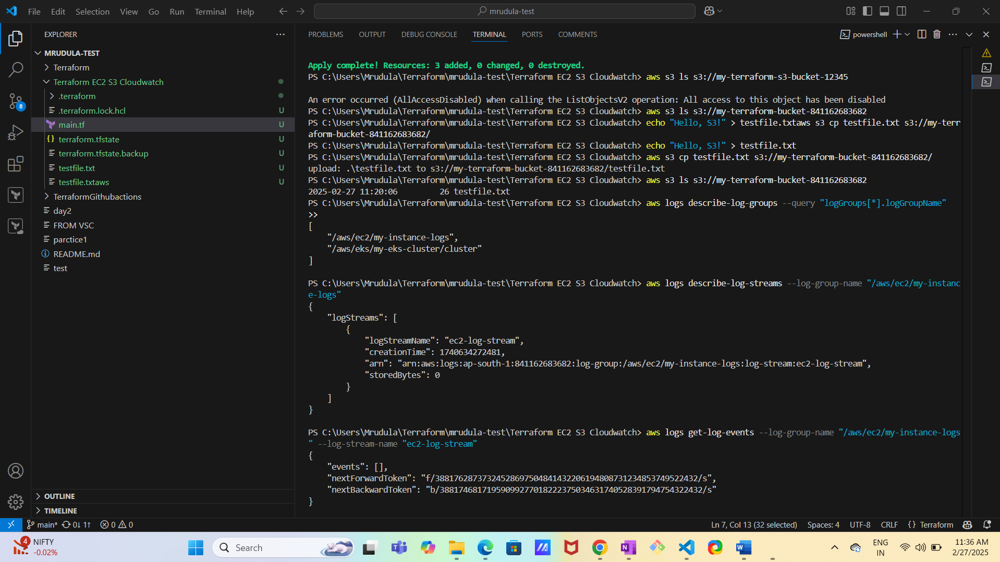 File Edit Selection View Go Run Terminal Help
mrudula-test
EXPLORER
MRUDULA-TEST
Terraform
Terraform EC2 S3 Cloudwatch
.terraform
.terraform.lock.hcl U
main.tf U
terraform.tfstate U
terraform.tfstate.backup U
testfile.txt U
testfile.txtaws U
TerraformGithubactions
day2
FROM VSC
parctice1
README.md
test
OUTLINE
TIMELINE
8
PROBLEMS OUTPUT DEBUG CONSOLE TERMINAL PORTS COMMENTS
powershell
Apply complete! Resources: 3 added, 0 changed, 0 destroyed.
PS C:\Users\Mrudula\Terraform\mrudula-test\Terraform EC2 S3 Cloudwatch> aws s3 ls s3://my-terraform-s3-bucket-12345
An error occurred (AllAccessDisabled) when calling the ListObjectsV2 operation: All access to this object has been disabled
PS C:\Users\Mrudula\Terraform\mrudula-test\Terraform EC2 S3 Cloudwatch> aws s3 ls s3://my-terraform-bucket-841162683682
PS C:\Users\Mrudula\Terraform\mrudula-test\Terraform EC2 S3 Cloudwatch> echo "Hello, S3!" > testfile.txtaws s3 cp testfile.txt s3://my-terr
aform-bucket-841162683682/
PS C:\Users\Mrudula\Terraform\mrudula-test\Terraform EC2 S3 Cloudwatch> echo "Hello, S3!" > testfile.txt
PS C:\Users\Mrudula\Terraform\mrudula-test\Terraform EC2 S3 Cloudwatch> aws s3 cp testfile.txt s3://my-terraform-bucket-841162683682/
upload: .\testfile.txt to s3://my-terraform-bucket-841162683682/testfile.txt
PS C:\Users\Mrudula\Terraform\mrudula-test\Terraform EC2 S3 Cloudwatch> aws s3 ls s3://my-terraform-bucket-841162683682
2025-02-27 11:20:06 26 testfile.txt
PS C:\Users\Mrudula\Terraform\mrudula-test\Terraform EC2 S3 Cloudwatch> aws logs describe-log-groups --query "logGroups[*].logGroupName"
>>
[
"/aws/ec2/my-instance-logs",
"/aws/eks/my-eks-cluster/cluster"
]
PS C:\Users\Mrudula\Terraform\mrudula-test\Terraform EC2 S3 Cloudwatch> aws logs describe-log-streams --log-group-name "/aws/ec2/my-instanc
e-logs"
{
"logStreams": [
{
"logStreamName": "ec2-log-stream",
"creationTime": 1740634272481,
"arn": "arn:aws:logs:ap-south-1:841162683682:log-group:/aws/ec2/my-instance-logs:log-stream:ec2-log-stream",
"storedBytes": 0
}
]
}
PS C:\Users\Mrudula\Terraform\mrudula-test\Terraform EC2 S3 Cloudwatch> aws logs get-log-events --log-group-name "/aws/ec2/my-instance-logs
" --log-stream-name "ec2-log-stream"
{
"events": [],
"nextForwardToken": "f/38817628737324528697504841432206194808731234853749522432/s",
"nextBackwardToken": "b/38817468171959099277018222375034631740528391794754322432/s"
}
main* 0↓ 1↑ 0 0
Ln 7, Col 13 (32 selected) Spaces: 4 UTF-8 CRLF {} Terraform
4 NIFTY
-0.02%
Search
ENG
IN
11:36 AM
2/27/2025